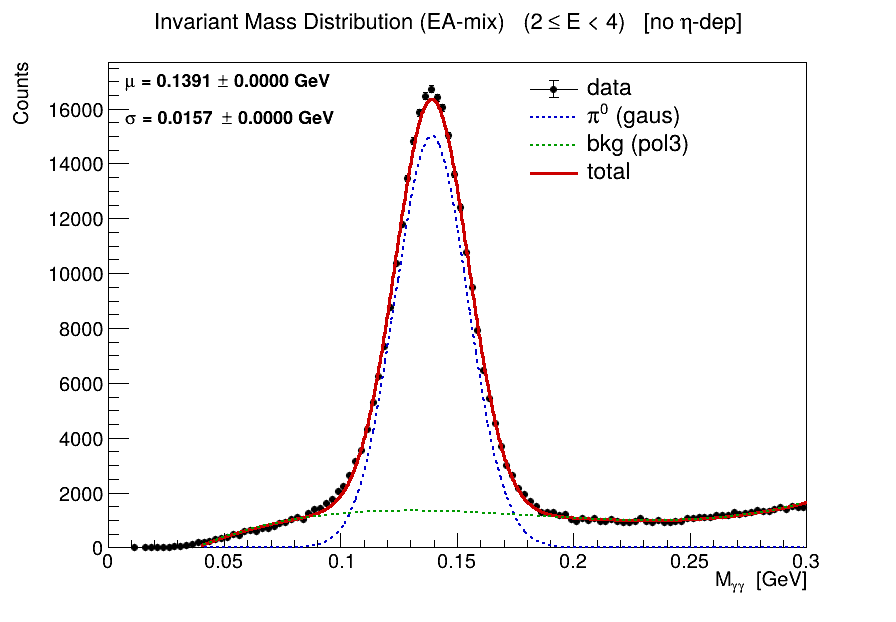 Invariant Mass Distribution (EA-mix) (2 ≤ E < 4) [no η-dep]
Counts
μ = 0.1391 ± 0.0000 GeV
σ = 0.0157 ± 0.0000 GeV
data
π⁰ (gaus)
bkg (pol3)
total
16000
14000
12000
10000
8000
6000
4000
2000
0
0 0.05 0.1 0.15 0.2 0.25 0.3
M_γγ [GeV]